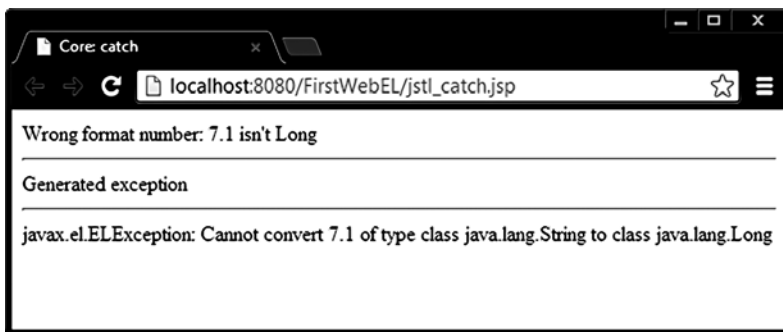 Core: catch
localhost:8080/FirstWebEL/jstl_catch.jsp
Wrong format number: 7.1 isn't Long
Generated exception
javax.el.ELException: Cannot convert 7.1 of type class java.lang.String to class java.lang.Long